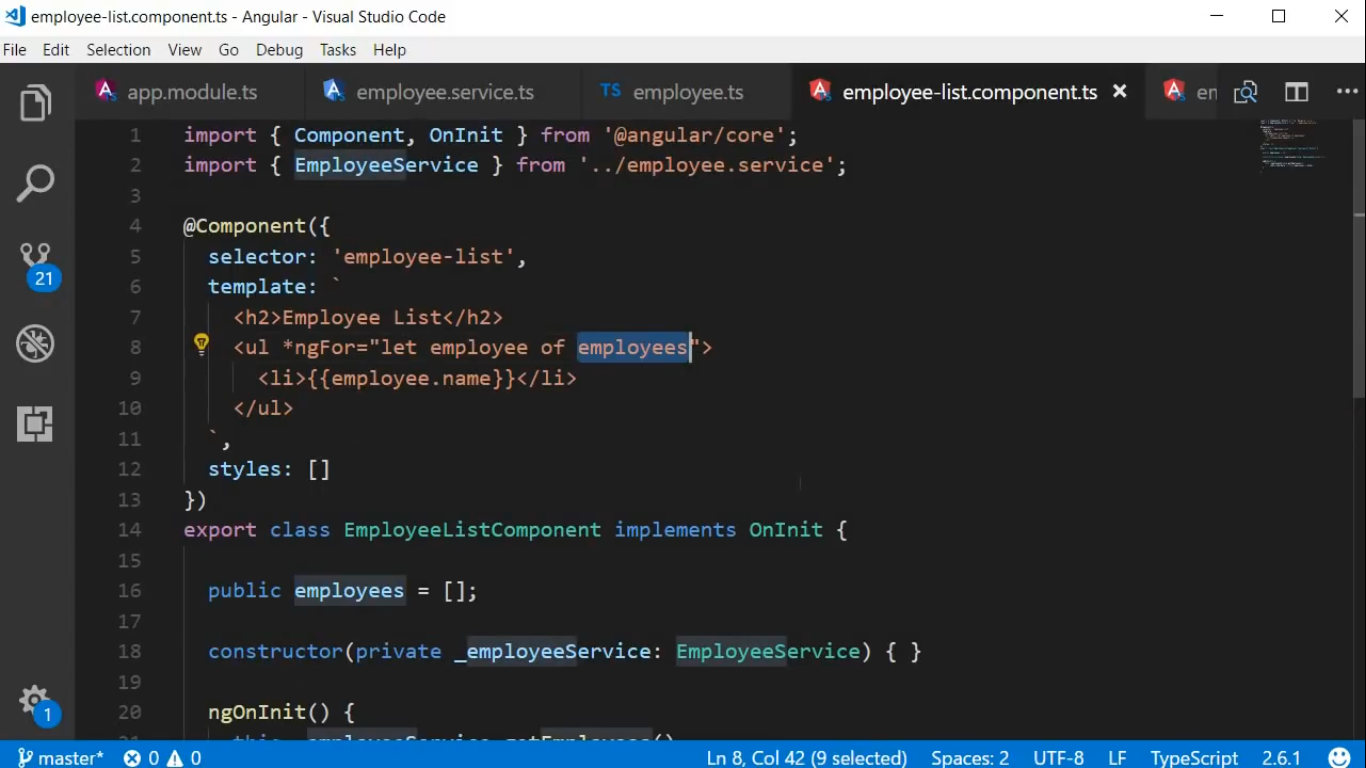 employee-list.component.ts - Angular - Visual Studio Code
File Edit Selection View Go Debug Tasks Help
app.module.ts employee.service.ts TS employee.ts employee-list.component.ts
1 import { Component, OnInit } from '@angular/core';
2 import { EmployeeService } from '../employee.service';
3
4 @Component({
5 selector: 'employee-list',
6 template: `
7 <h2>Employee List</h2>
8 <ul *ngFor="let employee of employees">
9 <li>{{employee.name}}</li>
10 </ul>
11 `,
12 styles: []
13 })
14 export class EmployeeListComponent implements OnInit {
15
16 public employees = [];
17
18 constructor(private _employeeService: EmployeeService) { }
19
20 ngOnInit() {
21
1
master* 0 0 Ln 8, Col 42 (9 selected) Spaces: 2 UTF-8 LF TypeScript 2.6.1